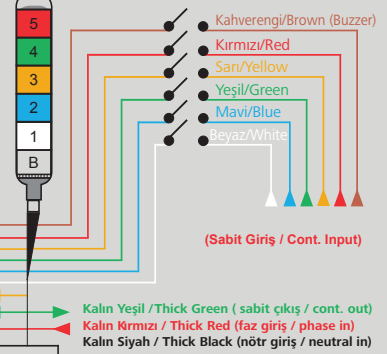 5
4
3
2
1
B
Kahverengi/Brown (Buzzer)
Kırmızı/Red
Sarı/Yellow
Yeşil/Green
Mavi/Blue
Beyaz/White
(Sabit Giriş / Cont. Input)
Kalın Yeşil /Thick Green ( sabit çıkış / cont. out)
Kalın Kırmızı / Thick Red (faz giriş / phase in)
Kalın Siyah / Thick Black (nötr giriş / neutral in)